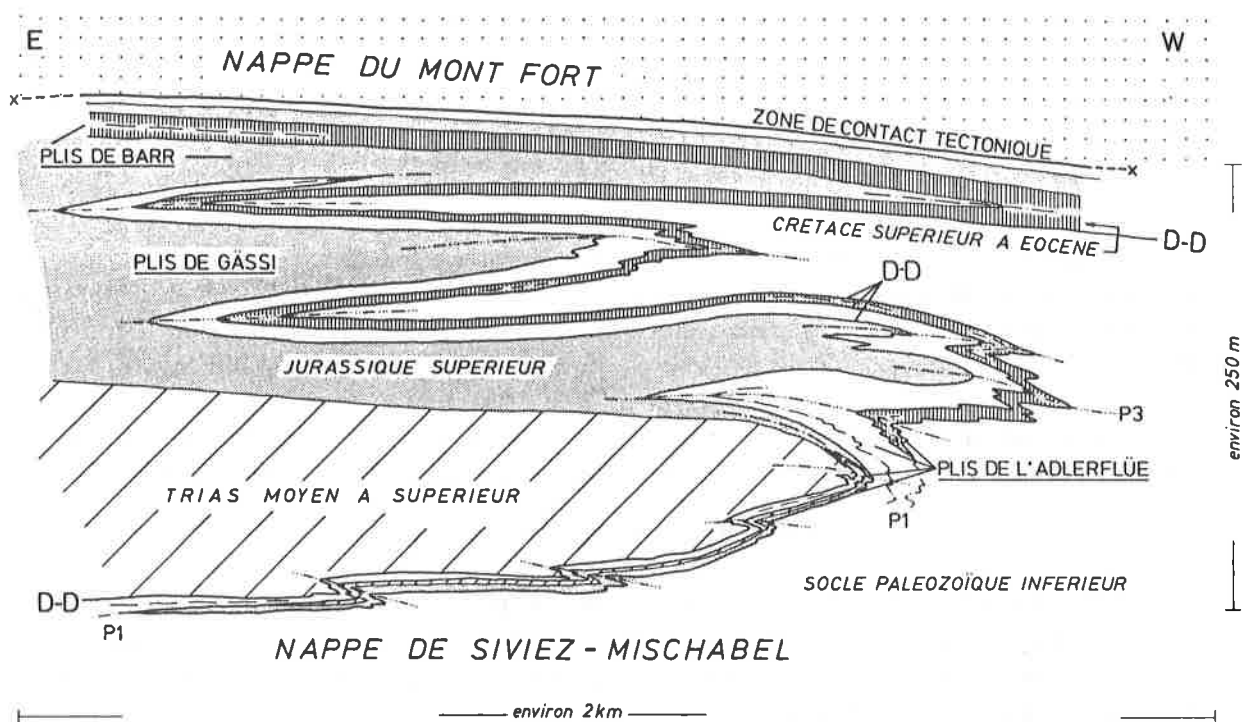 E
W
NAPPE DU MONT FORT
x
ZONE DE CONTACT TECTONIQUE
x
PLIS DE BARR
CRETACE SUPERIEUR A EOCENE
D-D
PLIS DE GÄSSI
D-D
JURASSIQUE SUPERIEUR
P3
environ 250 m
PLIS DE L'ADLERFLÜE
TRIAS MOYEN A SUPERIEUR
P1
SOCLE PALEOZOÏQUE INFERIEUR
D-D
P1
NAPPE DE SIVIEZ-MISCHABEL
environ 2 km